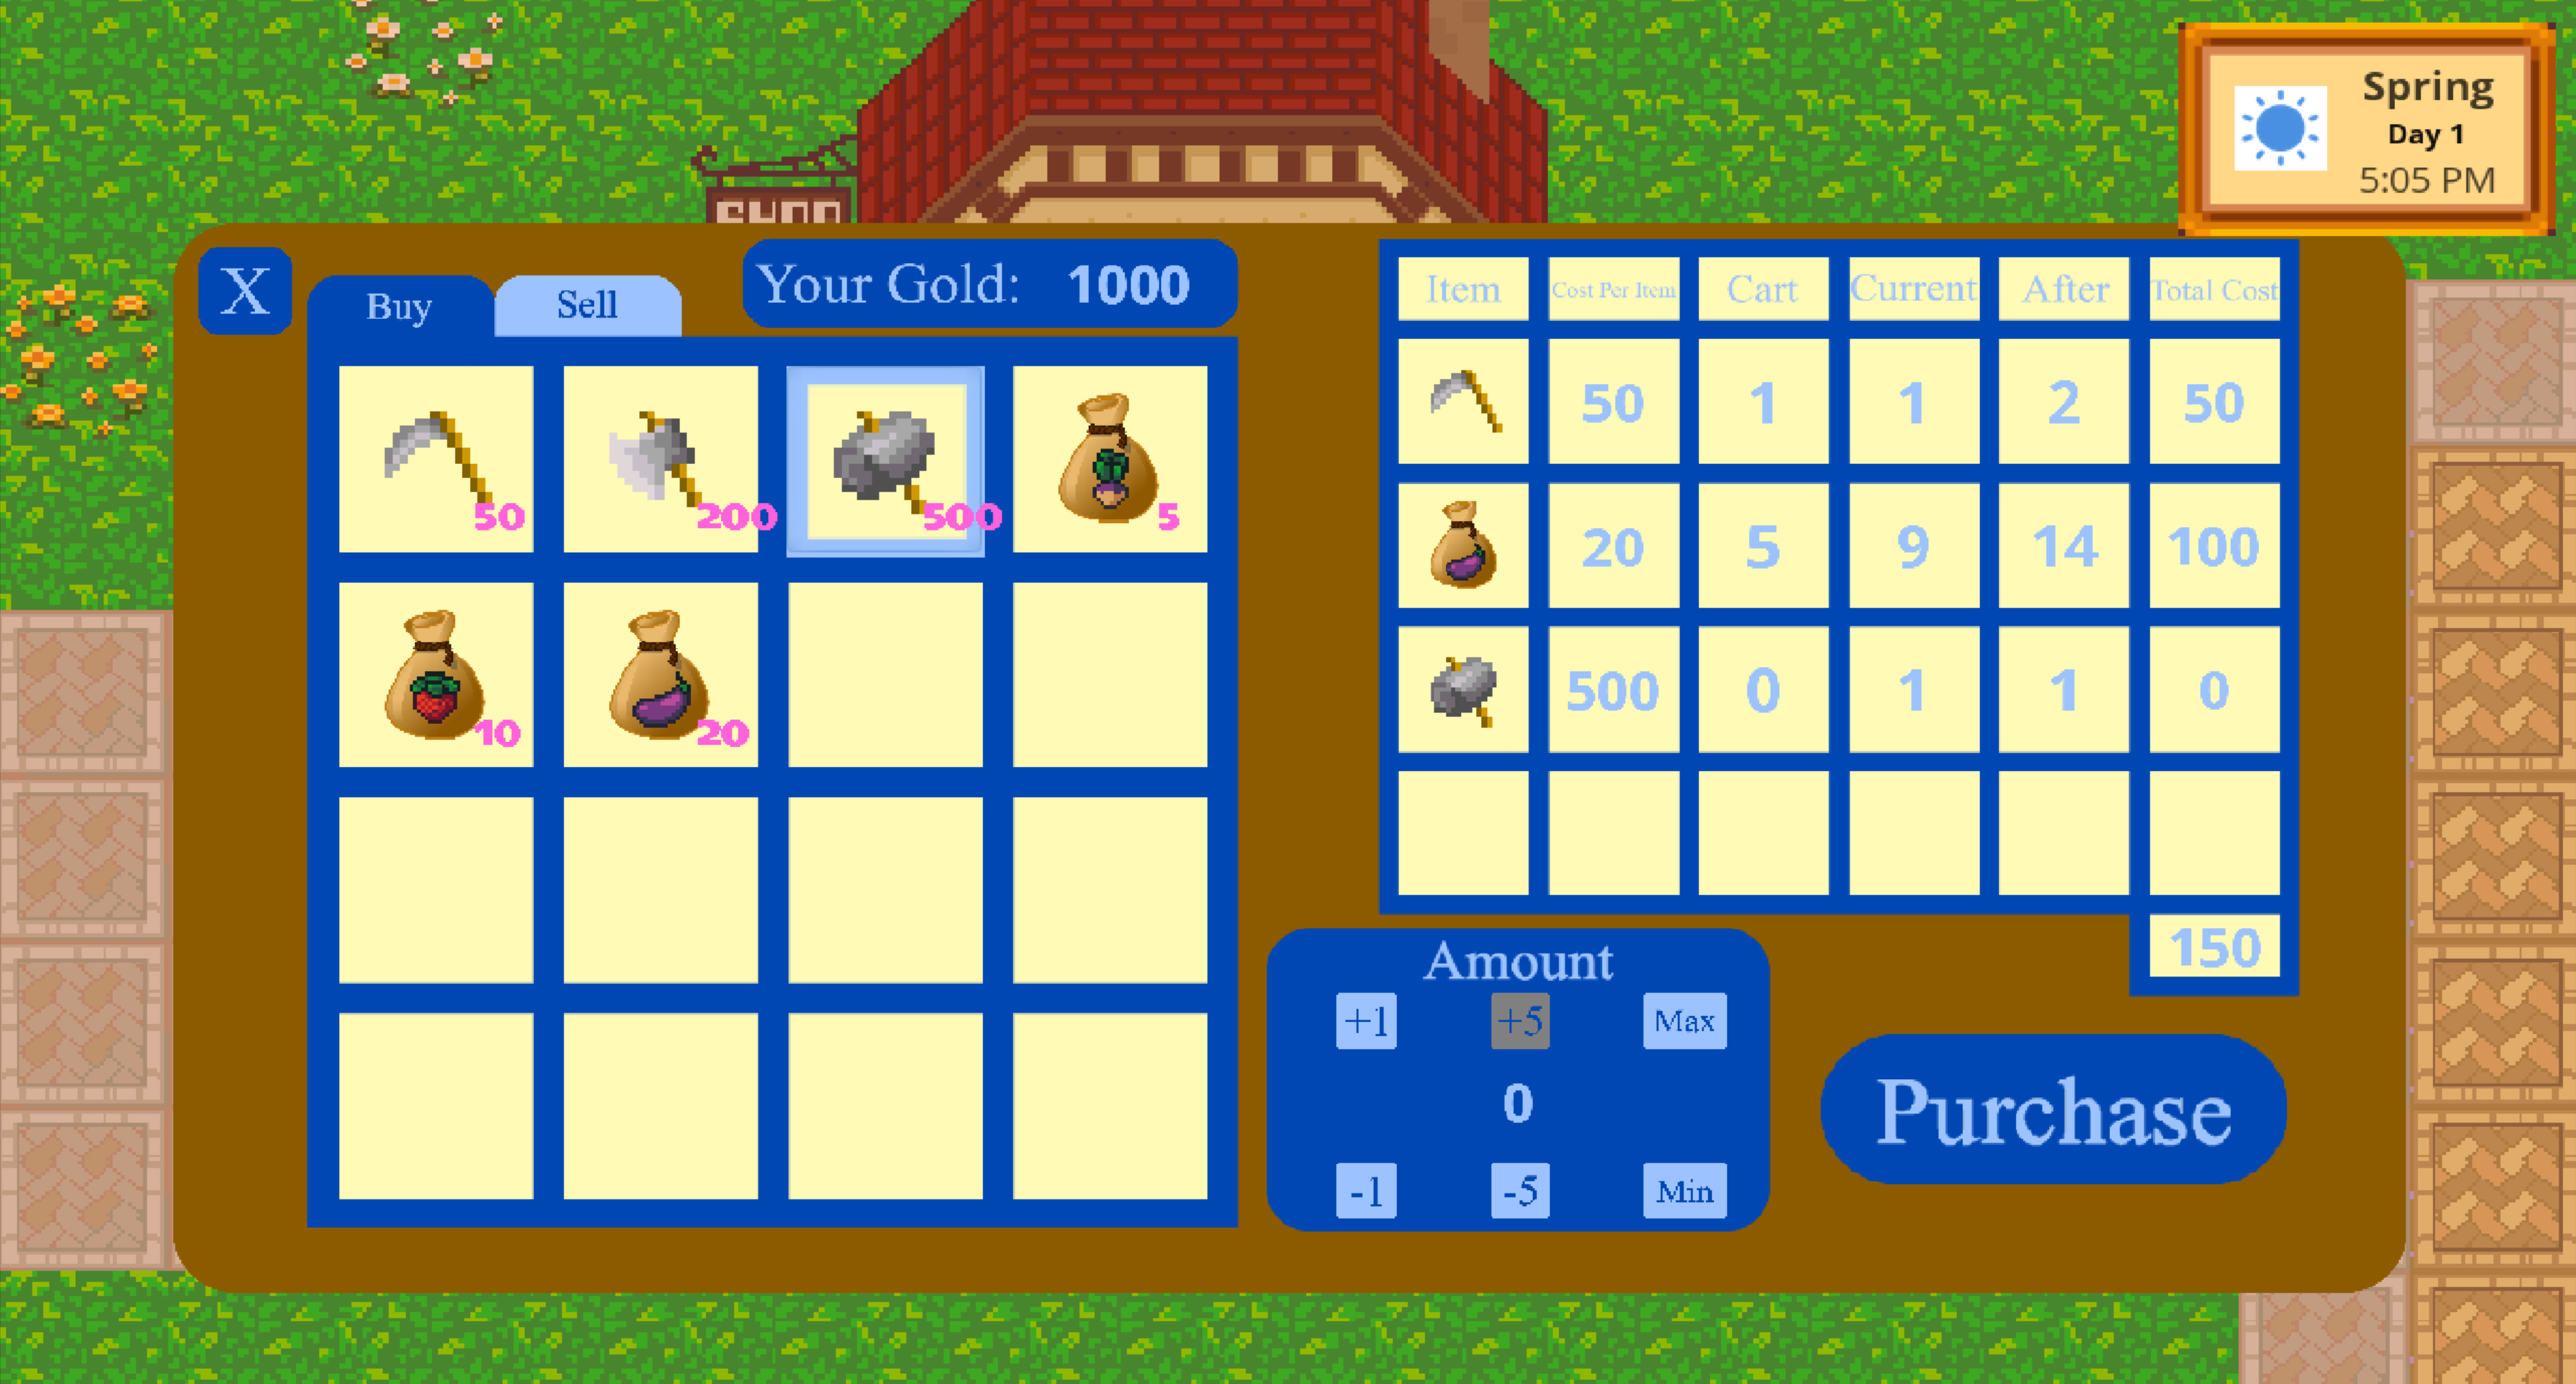 Spring
Day 1
5:05 PM
X
Buy
Sell
Your Gold: 1000
50
200
500
5
10
20
Item Cost Per Item Cart Current After Total Cost
50 1 1 2 50
20 5 9 14 100
500 0 1 1 0
150
Amount
+1 +5 Max
0
-1 -5 Min
Purchase